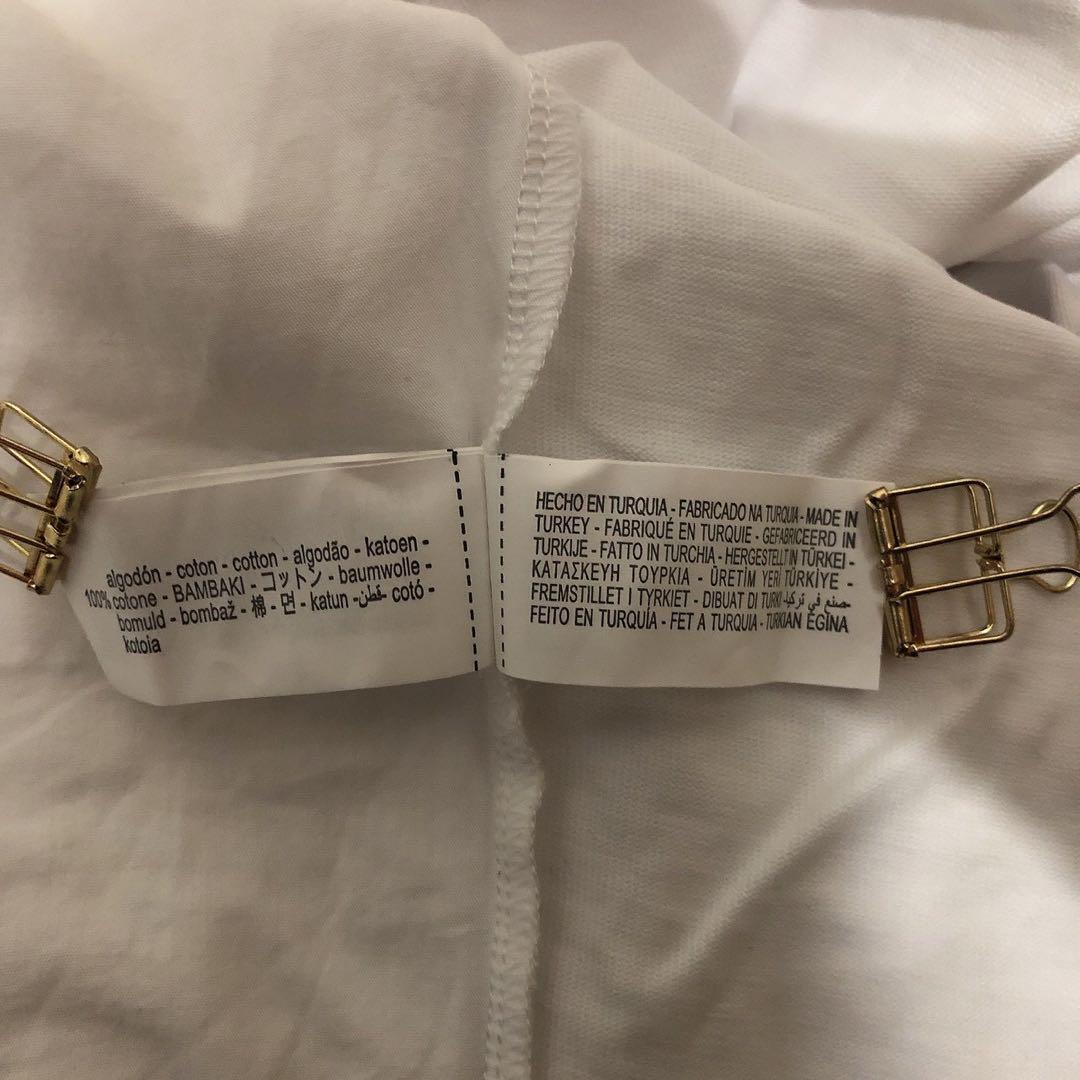 algodón - coton - cotton - algodão - katoen -
100% cotone - BAMBAKI - コットン - baumwolle -
bomuld - bombaž - 棉 - 면 - katun - قطن - cotó -
kotoia
HECHO EN TURQUIA - FABRICADO NA TURQUIA - MADE IN
TURKEY - FABRIQUÉ EN TURQUIE - GEFABRICEERD IN
TURKIJE - FATTO IN TURCHIA - HERGESTELLT IN TÜRKEI -
ΚΑΤΑΣΚΕΥΗ ΤΟΥΡΚΙΑ - ÜRETİM YERİ TÜRKİYE -
FREMSTILLET I TYRKIET - DIBUAT DI TURKI - صنع في تركيا -
FEITO EN TURQUÍA - FET A TURQUIA - TURKIAN EGINA